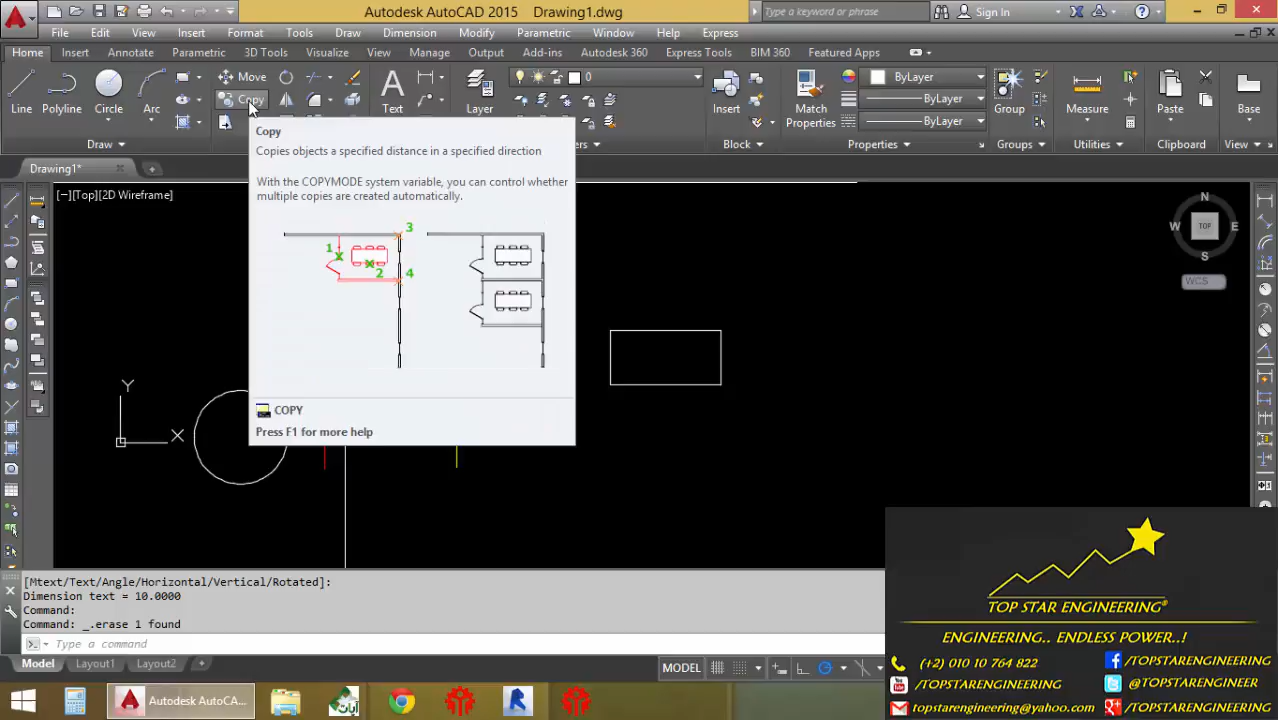 Autodesk AutoCAD 2015 Drawing1.dwg
Type a keyword or phrase
Sign In
File Edit View Insert Format Tools Draw Dimension Modify Parametric Window Help Express
Home Insert Annotate Parametric 3D Tools Visualize View Manage Output Add-ins Autodesk 360 Express Tools BIM 360 Featured Apps
Move
0
ByLayer
Copy
ByLayer
Line Polyline Circle Arc Text Layer Insert Match Properties Group Measure Paste Base
ByLayer
Draw
Block Properties Groups Utilities Clipboard View
Drawing1*
[−][Top][2D Wireframe]
Copy
Copies objects a specified distance in a specified direction
With the COPYMODE system variable, you can control whether
multiple copies are created automatically.
1
2
3
4
COPY
Press F1 for more help
N
W TOP E
S
WCS
Y
X
[Mtext/Text/Angle/Horizontal/Vertical/Rotated]:
Dimension text = 10.0000
Command:
Command: _.erase 1 found
Type a command
Model Layout1 Layout2 +
MODEL
Autodesk AutoCA...
TOP STAR ENGINEERING®
ENGINEERING.. ENDLESS POWER..!
(+2) 010 10 764 822
/TOPSTARENGINEERING
/TOPSTARENGINEERING
@TOPSTARENGINEER
topstarengineering@yahoo.com
/TOPSTARENGINEERING